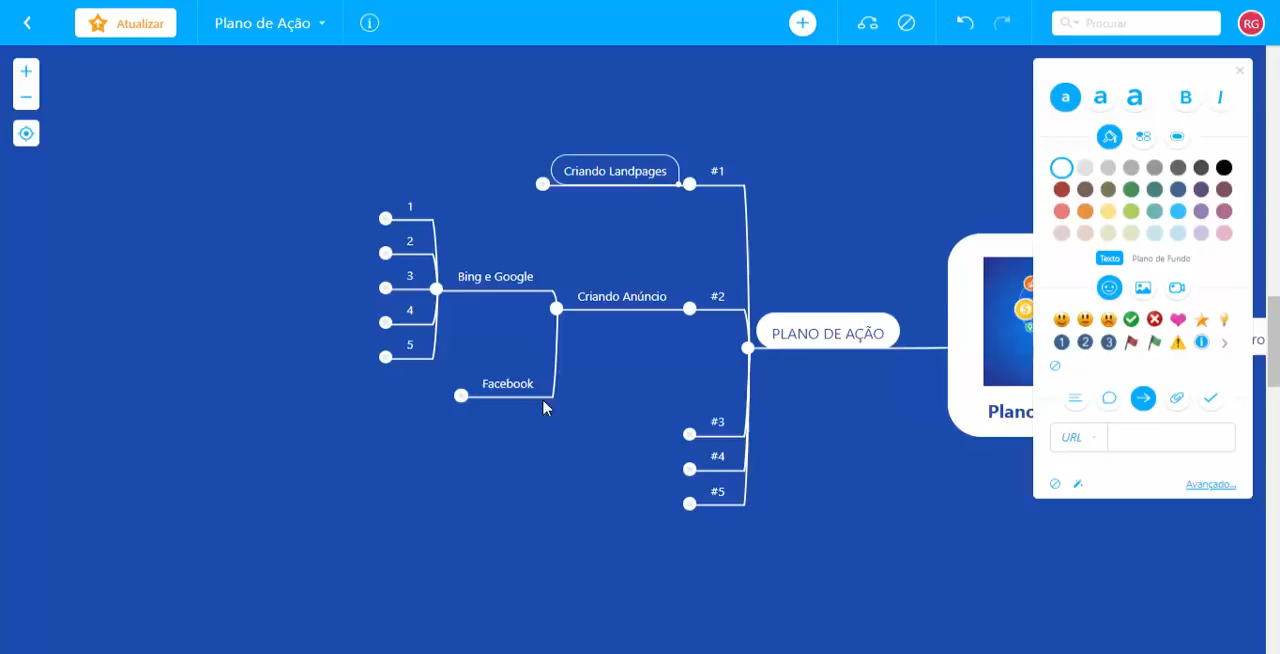 Atualizar
Plano de Ação
Procurar
RG
a a a B I
Criando Landpages
#1
1
2
3
4
5
Bing e Google
Criando Anúncio
#2
PLANO DE AÇÃO
Facebook
#3
#4
#5
Plano
ro
Texto Plano de Fundo
1 2 3
URL
Avançado...